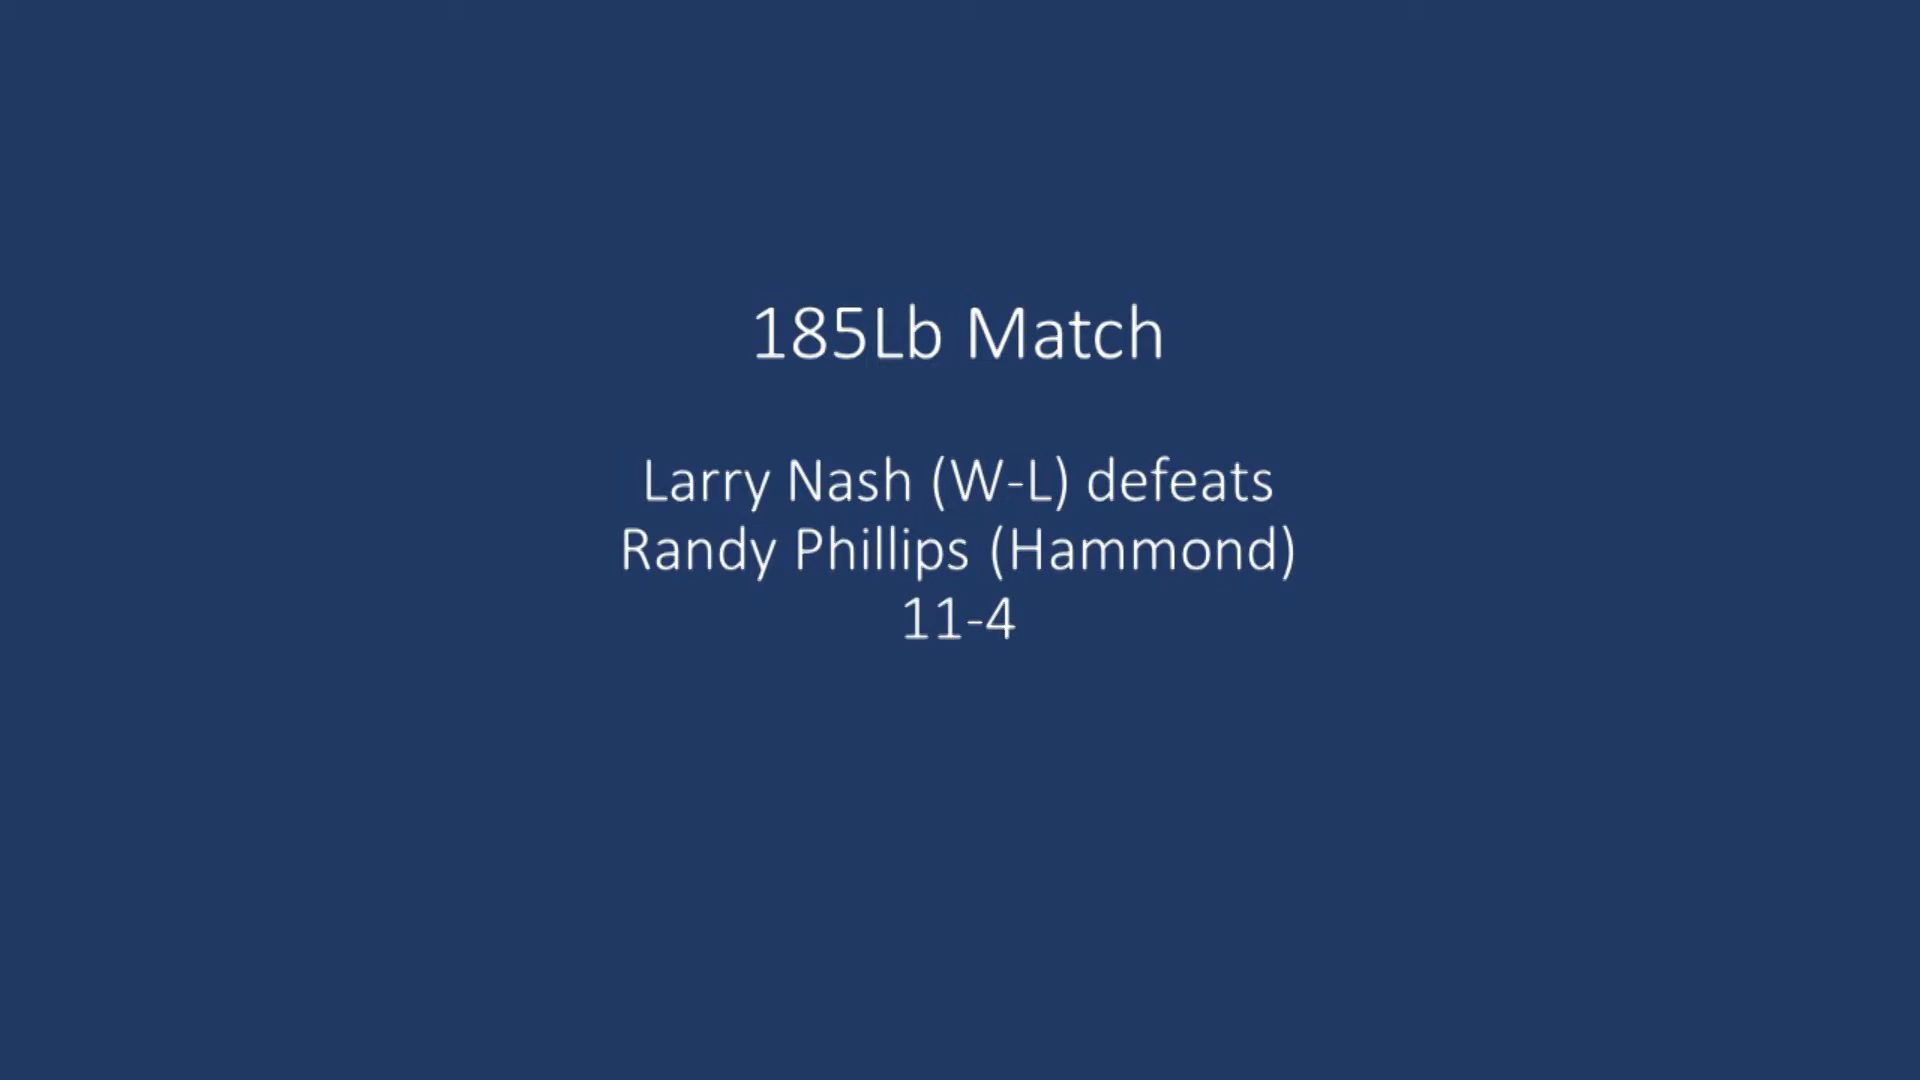 185Lb Match
Larry Nash (W-L) defeats
Randy Phillips (Hammond)
11-4